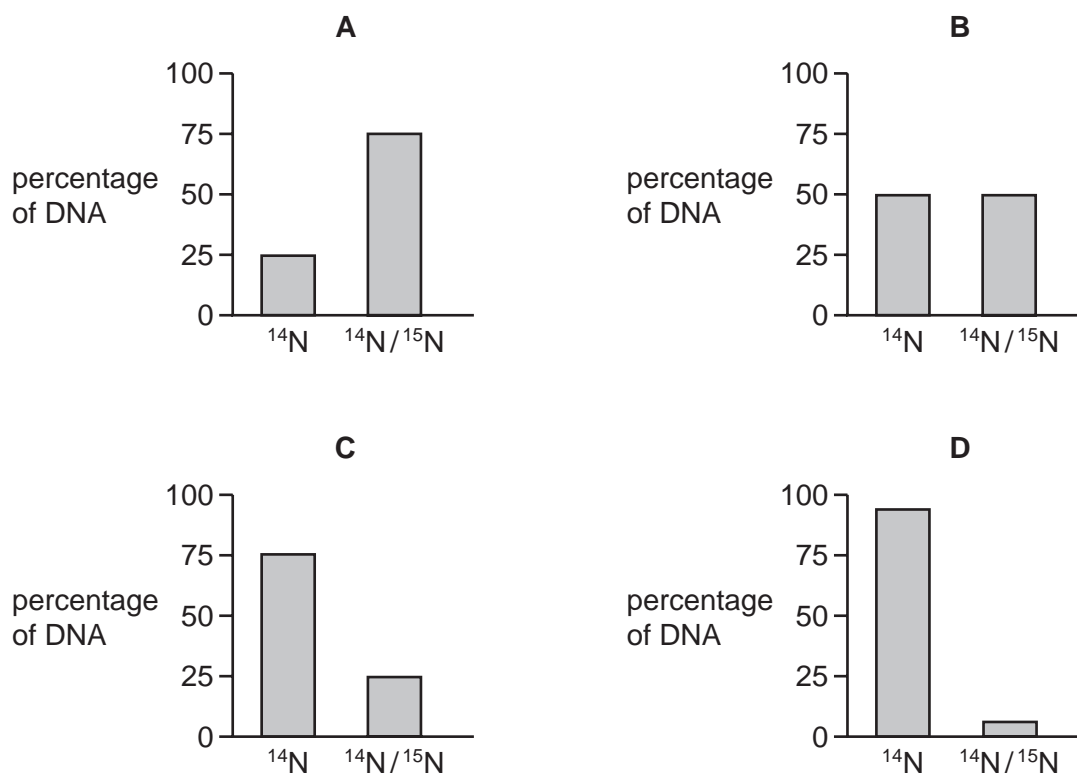 A
100
75
50
25
0
percentage
of DNA
¹⁴N
¹⁴N/¹⁵N
B
100
75
50
25
0
percentage
of DNA
¹⁴N
¹⁴N/¹⁵N
C
100
75
50
25
0
percentage
of DNA
¹⁴N
¹⁴N/¹⁵N
D
100
75
50
25
0
percentage
of DNA
¹⁴N
¹⁴N/¹⁵N